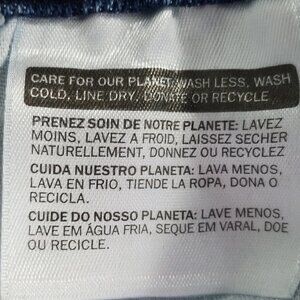 CARE FOR OUR PLANET: WASH LESS, WASH
COLD, LINE DRY, DONATE OR RECYCLE
PRENEZ SOIN DE NOTRE PLANETE: LAVEZ
MOINS, LAVEZ A FROID, LAISSEZ SECHER
NATURELLEMENT, DONNEZ OU RECYCLEZ
CUIDA NUESTRO PLANETA: LAVA MENOS,
LAVA EN FRIO, TIENDE LA ROPA, DONA O
RECICLA.
CUIDE DO NOSSO PLANETA: LAVE MENOS,
LAVE EM ÁGUA FRIA, SEQUE EM VARAL, DOE
OU RECICLE.